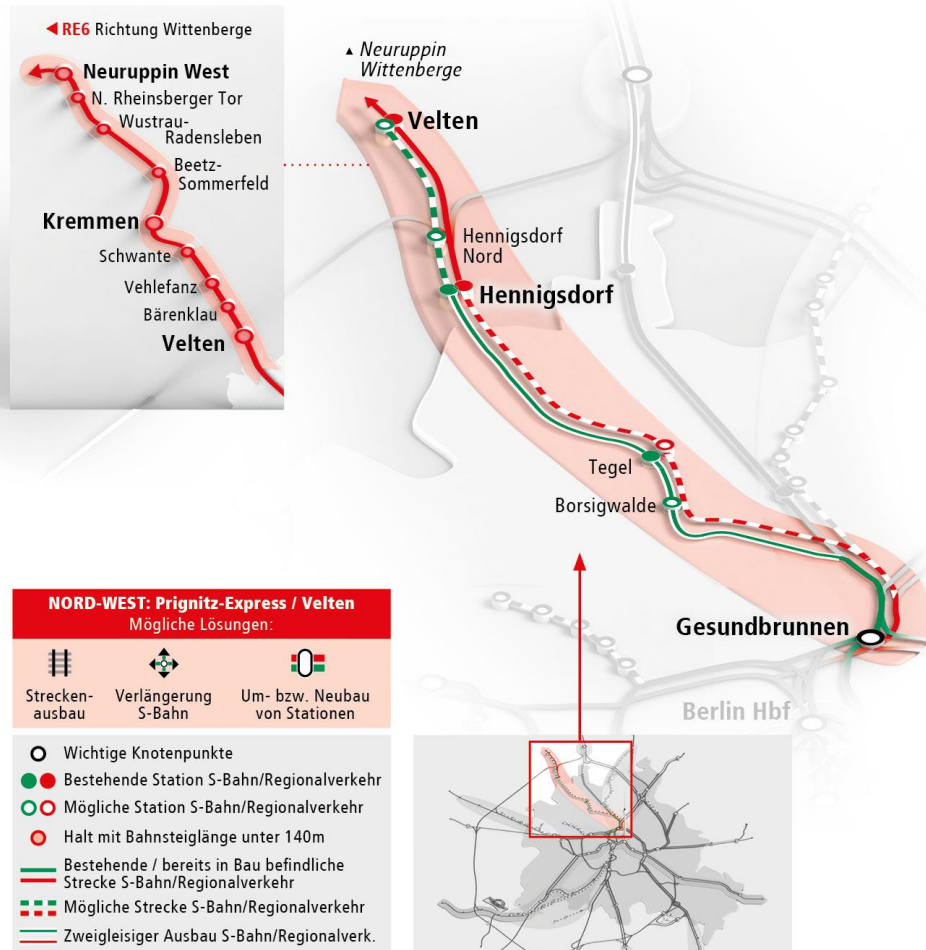 ◀ RE6 Richtung Wittenberge
Neuruppin West
N. Rheinsberger Tor
Wustrau-
Radensleben
Beetz-
Sommerfeld
Kremmen
Schwante
Vehlefanz
Bärenklau
Velten
▲ Neuruppin
Wittenberge
Velten
Hennigsdorf
Nord
Hennigsdorf
Tegel
Borsigwalde
Gesundbrunnen
Berlin Hbf
NORD-WEST: Prignitz-Express / Velten
Mögliche Lösungen:
Strecken-
ausbau
Verlängerung
S-Bahn
Um- bzw. Neubau
von Stationen
Wichtige Knotenpunkte
Bestehende Station S-Bahn/Regionalverkehr
Mögliche Station S-Bahn/Regionalverkehr
Halt mit Bahnsteiglänge unter 140m
Bestehende / bereits in Bau befindliche
Strecke S-Bahn/Regionalverkehr
Mögliche Strecke S-Bahn/Regionalverkehr
Zweigleisiger Ausbau S-Bahn/Regionalverk.